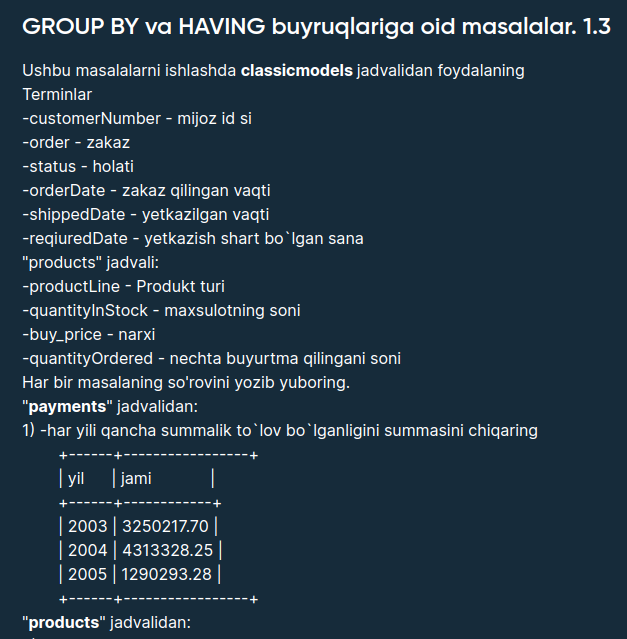 GROUP BY va HAVING buyruqlariga oid masalalar. 1.3
Ushbu masalalarni ishlashda classicmodels jadvalidan foydalaning
Terminlar
-customerNumber - mijoz id si
-order - zakaz
-status - holati
-orderDate - zakaz qilingan vaqti
-shippedDate - yetkazilgan vaqti
-reqiuredDate - yetkazish shart bo`lgan sana
"products" jadvali:
-productLine - Produkt turi
-quantityInStock - maxsulotning soni
-buy_price - narxi
-quantityOrdered - nechta buyurtma qilingani soni
Har bir masalaning so'rovini yozib yuboring.
"payments" jadvalidan:
1) -har yili qancha summalik to`lov bo`lganligini summasini chiqaring
+------+-----------------+
| yil | jami |
+------+------------+
| 2003 | 3250217.70 |
| 2004 | 4313328.25 |
| 2005 | 1290293.28 |
+------+-----------------+
"products" jadvalidan: